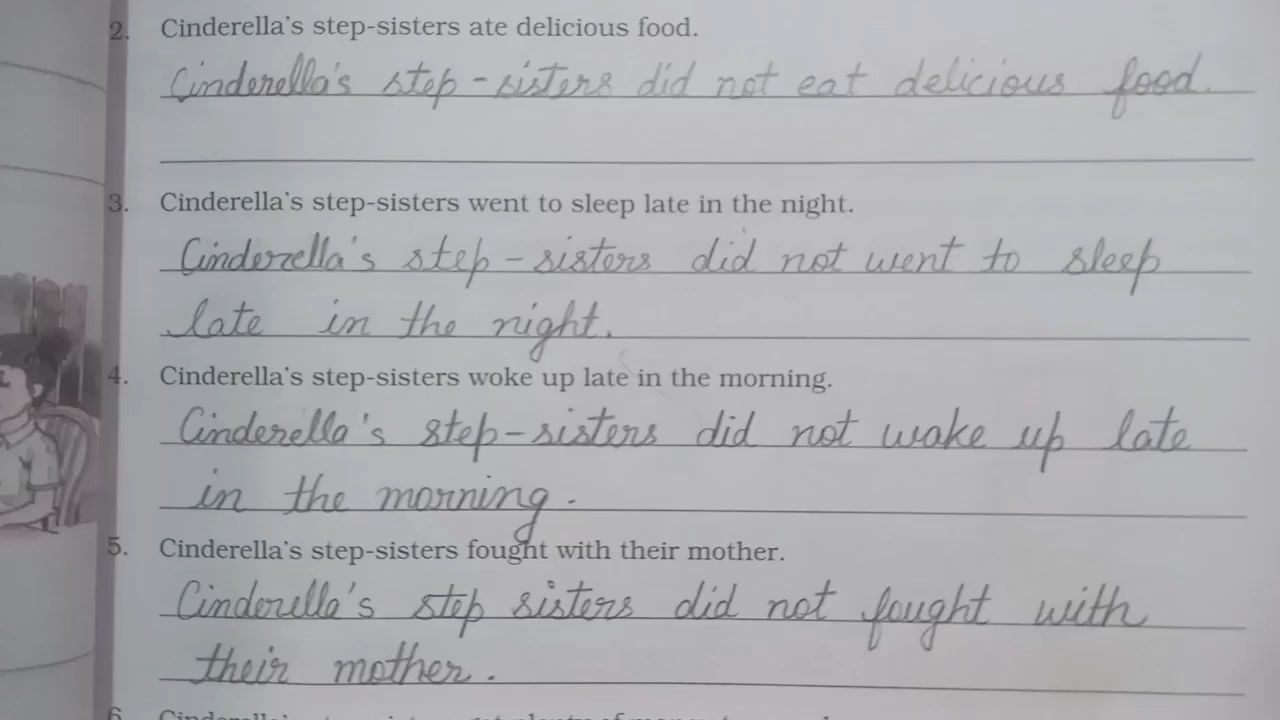 2. Cinderella's step-sisters ate delicious food.
Cinderella's step-sisters did not eat delicious food.
3. Cinderella's step-sisters went to sleep late in the night.
Cinderella's step-sisters did not went to sleep
late in the night.
4. Cinderella's step-sisters woke up late in the morning.
Cinderella's step-sisters did not wake up late
in the morning.
5. Cinderella's step-sisters fought with their mother.
Cinderella's step sisters did not fought with
their mother.